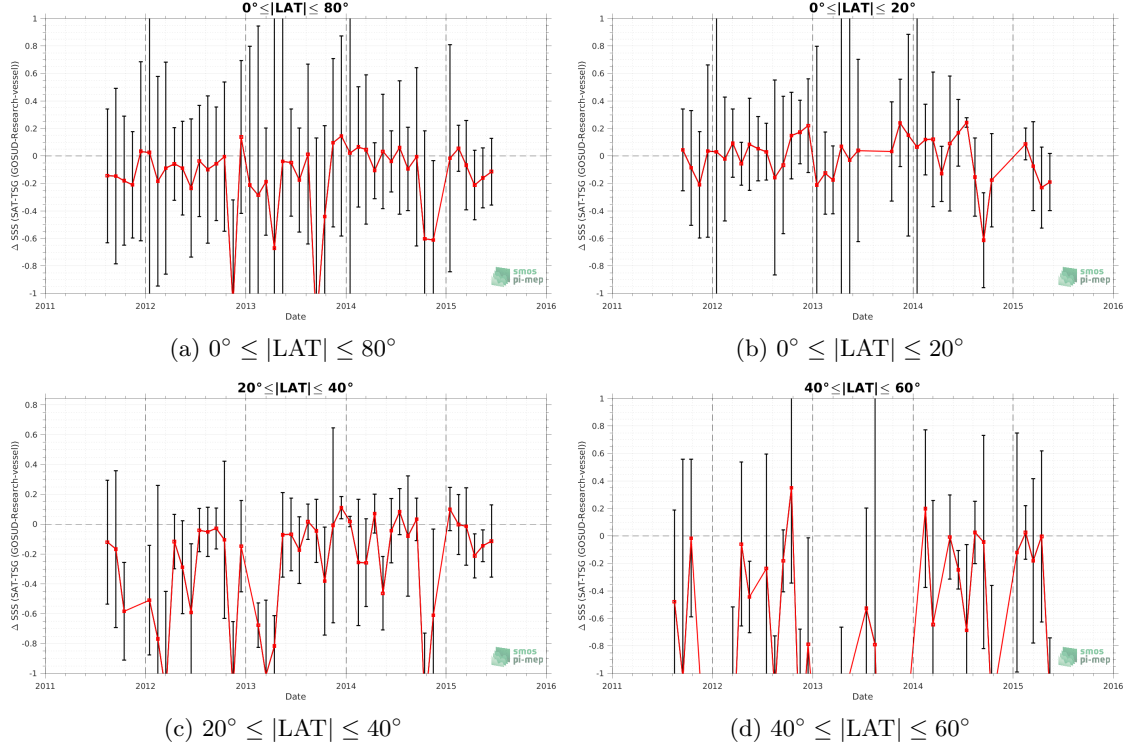 0°≤|LAT|≤ 80°
Δ SSS (SAT-TSG (GOSUD-Research-vessel))
1
0.8
0.6
0.4
0.2
0
-0.2
-0.4
-0.6
-0.8
-1
2011 2012 2013 2014 2015 2016
Date
smos
pi-mep
(a) 0° ≤ |LAT| ≤ 80°
0°≤|LAT|≤ 20°
Δ SSS (SAT-TSG (GOSUD-Research-vessel))
1
0.8
0.6
0.4
0.2
0
-0.2
-0.4
-0.6
-0.8
-1
2011 2012 2013 2014 2015 2016
Date
smos
pi-mep
(b) 0° ≤ |LAT| ≤ 20°
20°≤|LAT|≤ 40°
Δ SSS (SAT-TSG (GOSUD-Research-vessel))
0.8
0.6
0.4
0.2
0
-0.2
-0.4
-0.6
-0.8
-1
2011 2012 2013 2014 2015 2016
Date
smos
pi-mep
(c) 20° ≤ |LAT| ≤ 40°
40°≤|LAT|≤ 60°
Δ SSS (SAT-TSG (GOSUD-Research-vessel))
1
0.8
0.6
0.4
0.2
0
-0.2
-0.4
-0.6
-0.8
-1
2011 2012 2013 2014 2015 2016
Date
smos
pi-mep
(d) 40° ≤ |LAT| ≤ 60°